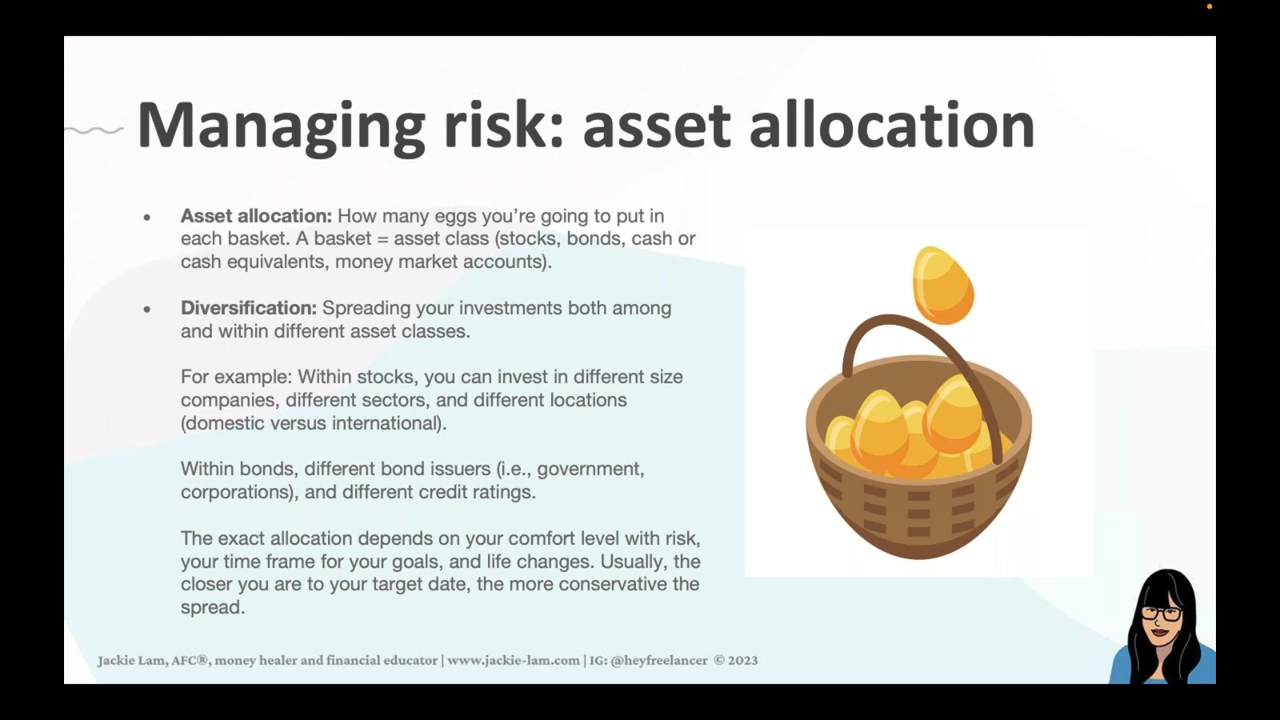 Managing risk: asset allocation
• Asset allocation: How many eggs you’re going to put in
each basket. A basket = asset class (stocks, bonds, cash or
cash equivalents, money market accounts).
• Diversification: Spreading your investments both among
and within different asset classes.
For example: Within stocks, you can invest in different size
companies, different sectors, and different locations
(domestic versus international).
Within bonds, different bond issuers (i.e., government,
corporations), and different credit ratings.
The exact allocation depends on your comfort level with risk,
your time frame for your goals, and life changes. Usually, the
closer you are to your target date, the more conservative the
spread.
Jackie Lam, AFC®, money healer and financial educator | www.jackie-lam.com | IG: @heyfreelancer © 2023